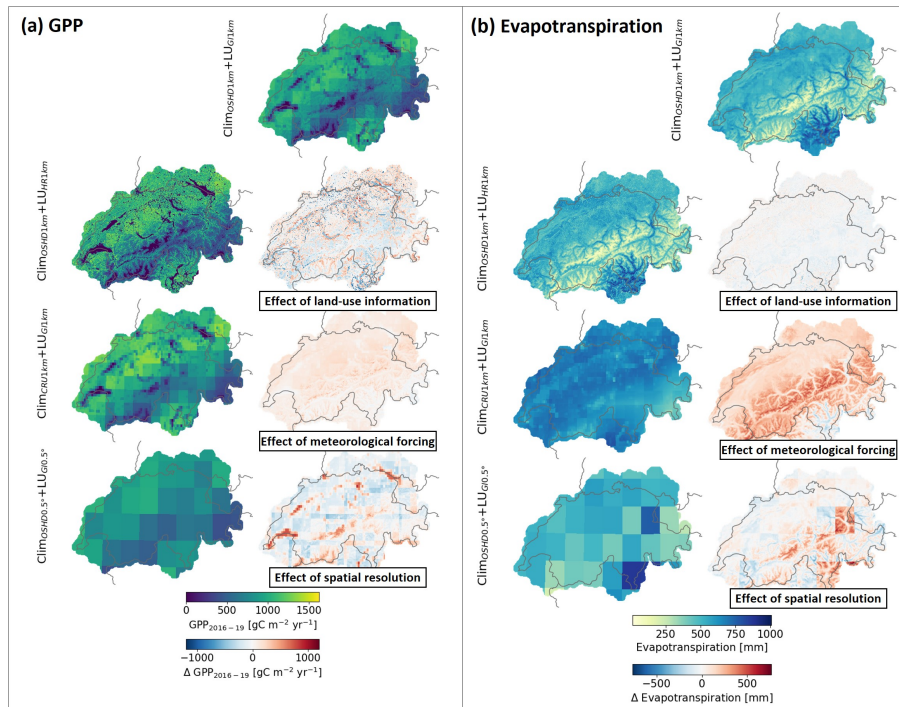 (a) GPP
Clim_OSHD1km+LU_GI1km
Clim_OSHD1km+LU_HR1km
Effect of land-use information
Clim_CRU1km+LU_GI1km
Effect of meteorological forcing
Clim_OSHD0.5°+LU_GI0.5°
Effect of spatial resolution
0 500 1000 1500
GPP_2016−19 [gC m⁻² yr⁻¹]
−1200 0 1200
Δ GPP_2016−19 [gC m⁻² yr⁻¹]
(b) Evapotranspiration
Clim_OSHD1km+LU_GI1km
Clim_OSHD1km+LU_HR1km
Effect of land-use information
Clim_CRU1km+LU_GI1km
Effect of meteorological forcing
Clim_OSHD0.5°+LU_GI0.5°
Effect of spatial resolution
250 500 750 1000
Evapotranspiration [mm]
−500 0 500
Δ Evapotranspiration [mm]